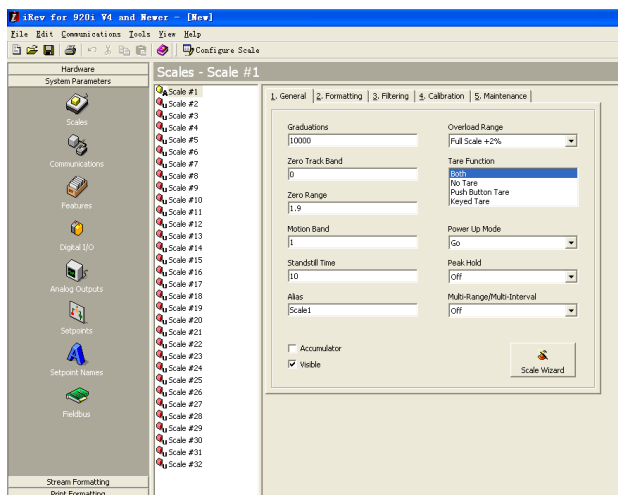 iRev for 920i V4 and Newer - [New]
File Edit Communications Tools View Help
Configure Scale
Hardware
System Parameters
Scales
Communications
Features
Digital I/O
Analog Outputs
Setpoints
Setpoint Names
Fieldbus
Stream Formatting
Print Formatting
Scales - Scale #1
A Scale #1
u Scale #2
u Scale #3
u Scale #4
u Scale #5
u Scale #6
u Scale #7
u Scale #8
u Scale #9
u Scale #10
u Scale #11
u Scale #12
u Scale #13
u Scale #14
u Scale #15
u Scale #16
u Scale #17
u Scale #18
u Scale #19
u Scale #20
u Scale #21
u Scale #22
u Scale #23
u Scale #24
u Scale #25
u Scale #26
u Scale #27
u Scale #28
u Scale #29
u Scale #30
u Scale #31
u Scale #32
1. General 2. Formatting 3. Filtering 4. Calibration 5. Maintenance
Graduations
10000
Zero Track Band
0
Zero Range
1.9
Motion Band
1
Standstill Time
10
Alias
Scale1
Accumulator
Visible
Overload Range
Full Scale +2%
Tare Function
Both
No Tare
Push Button Tare
Keyed Tare
Power Up Mode
Go
Peak Hold
Off
Multi-Range/Multi-Interval
Off
Scale Wizard